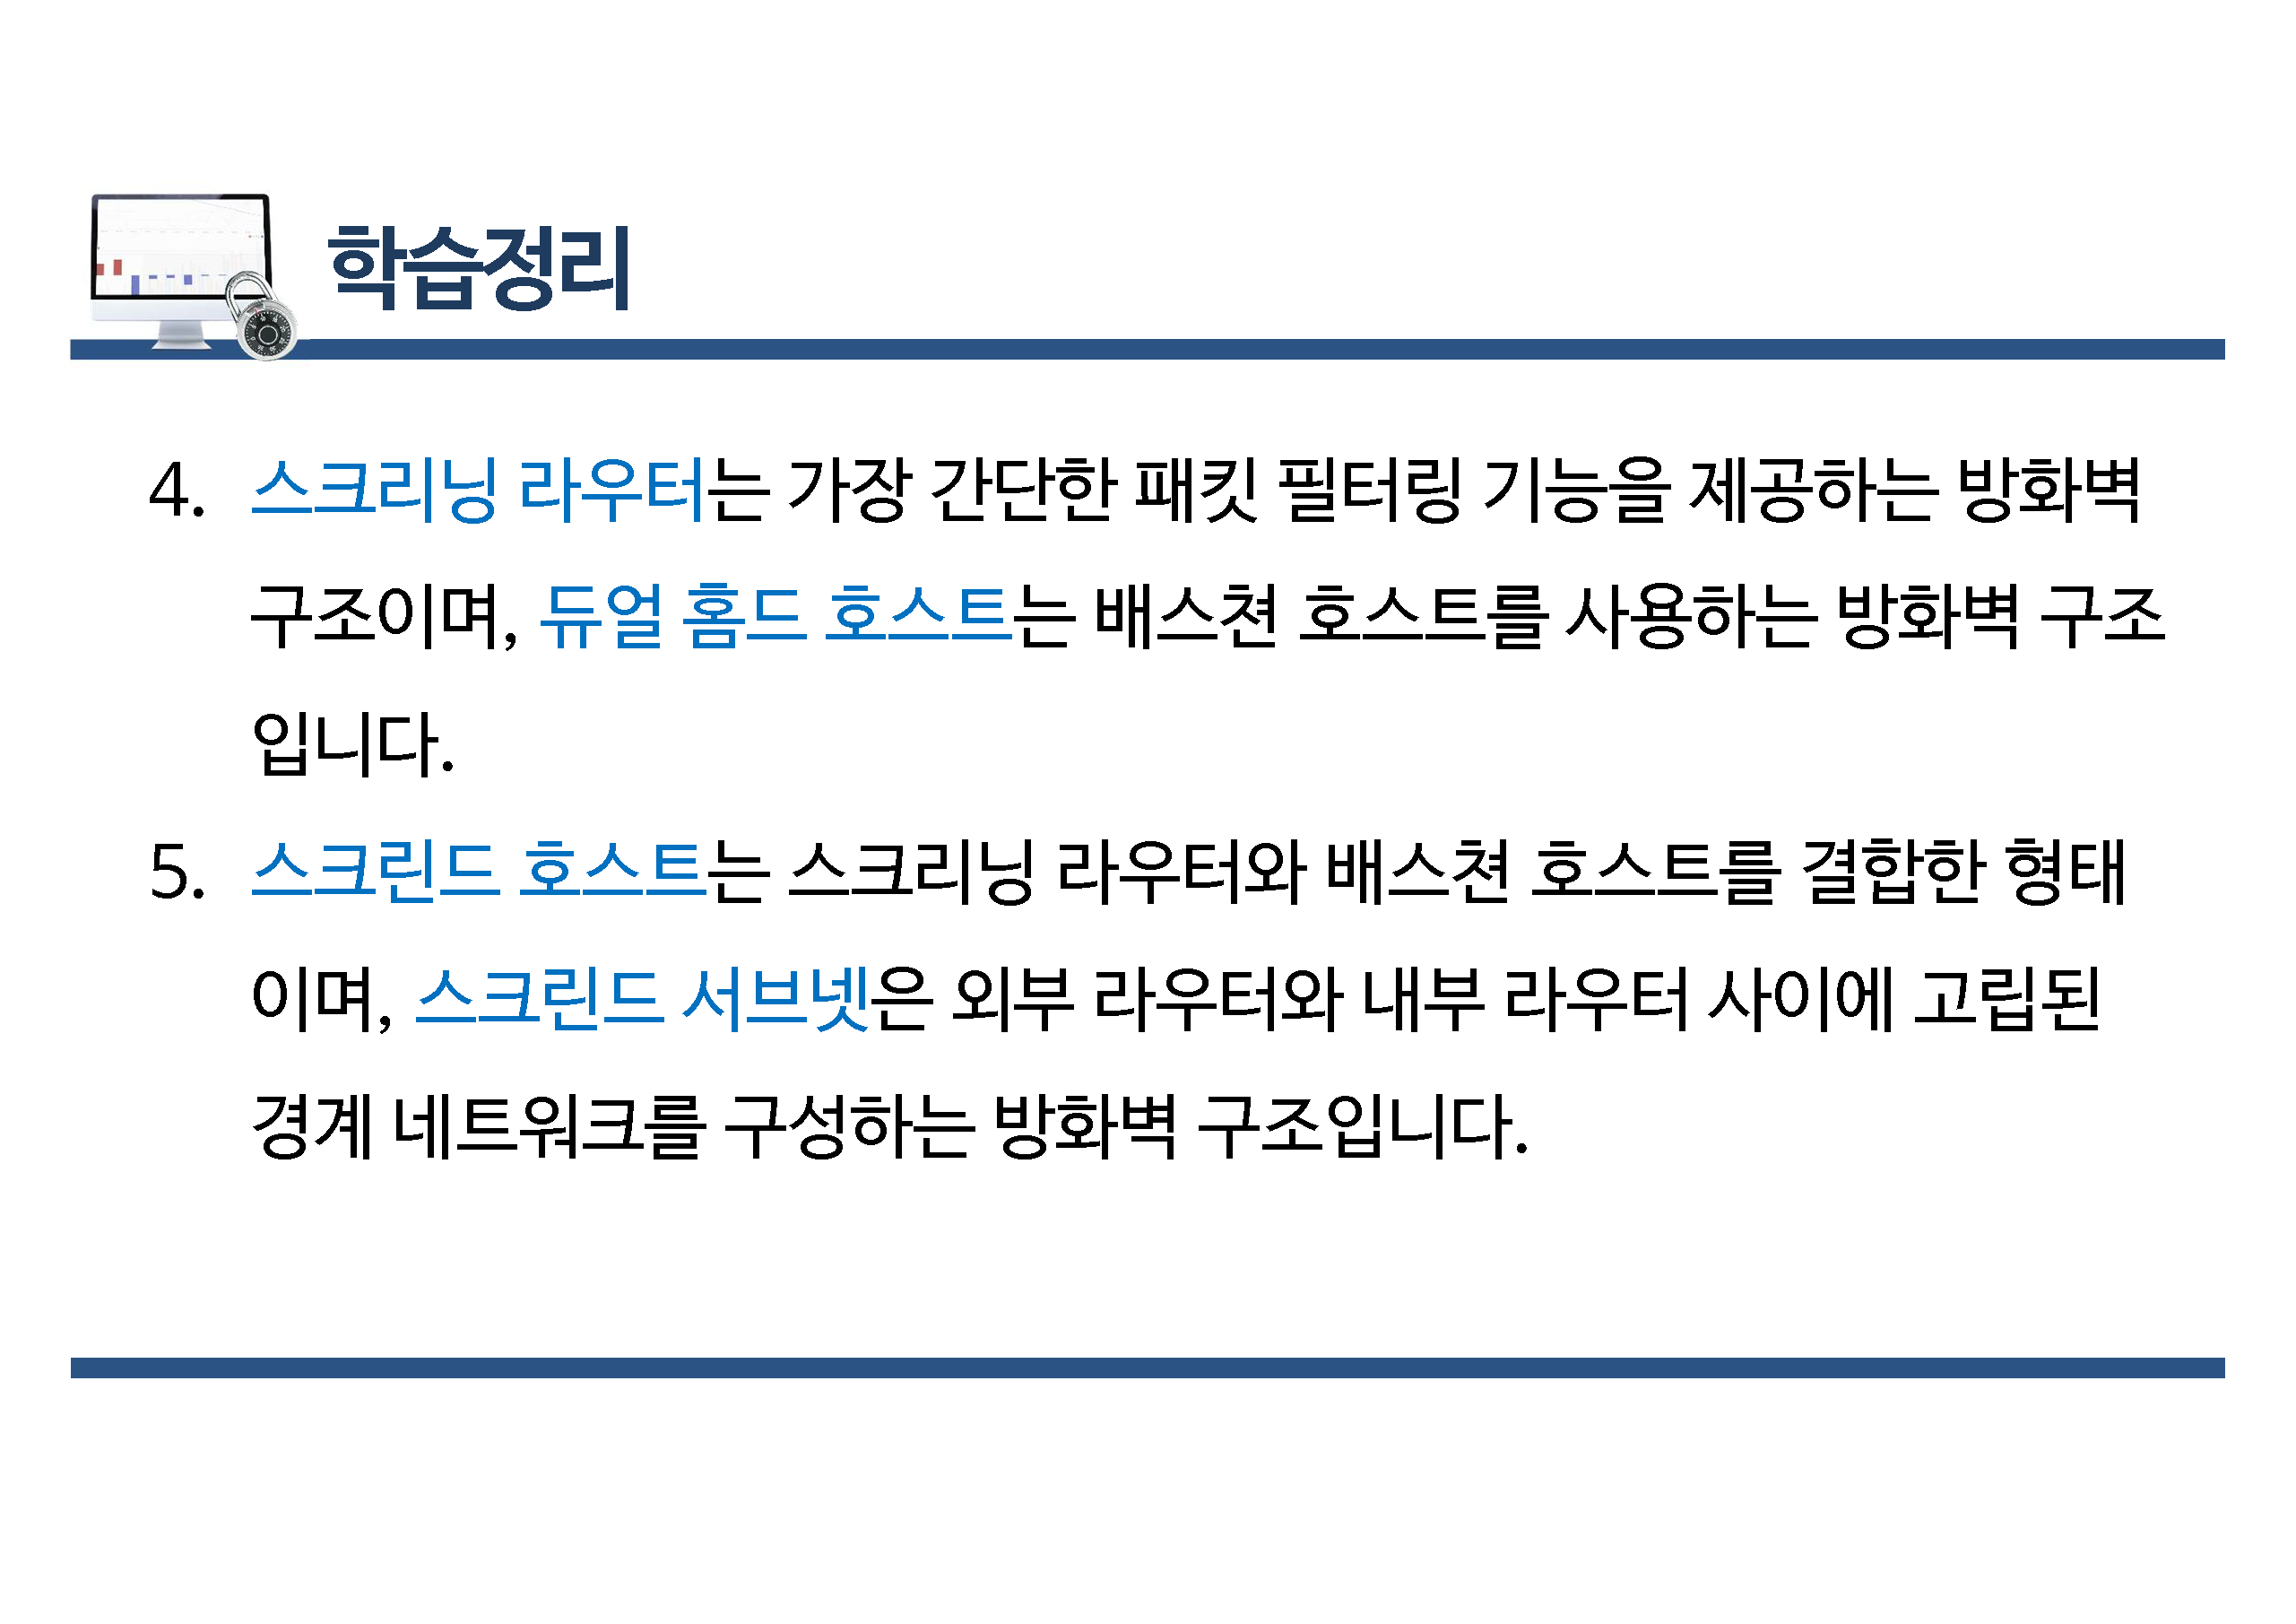 학습정리
4. 스크리닝 라우터는 가장 간단한 패킷 필터링 기능을 제공하는 방화벽
구조이며, 듀얼 홈드 호스트는 배스쳔 호스트를 사용하는 방화벽 구조
입니다.
5. 스크린드 호스트는 스크리닝 라우터와 배스천 호스트를 결합한 형태
이며, 스크린드 서브넷은 외부 라우터와 내부 라우터 사이에 고립된
경계 네트워크를 구성하는 방화벽 구조입니다.